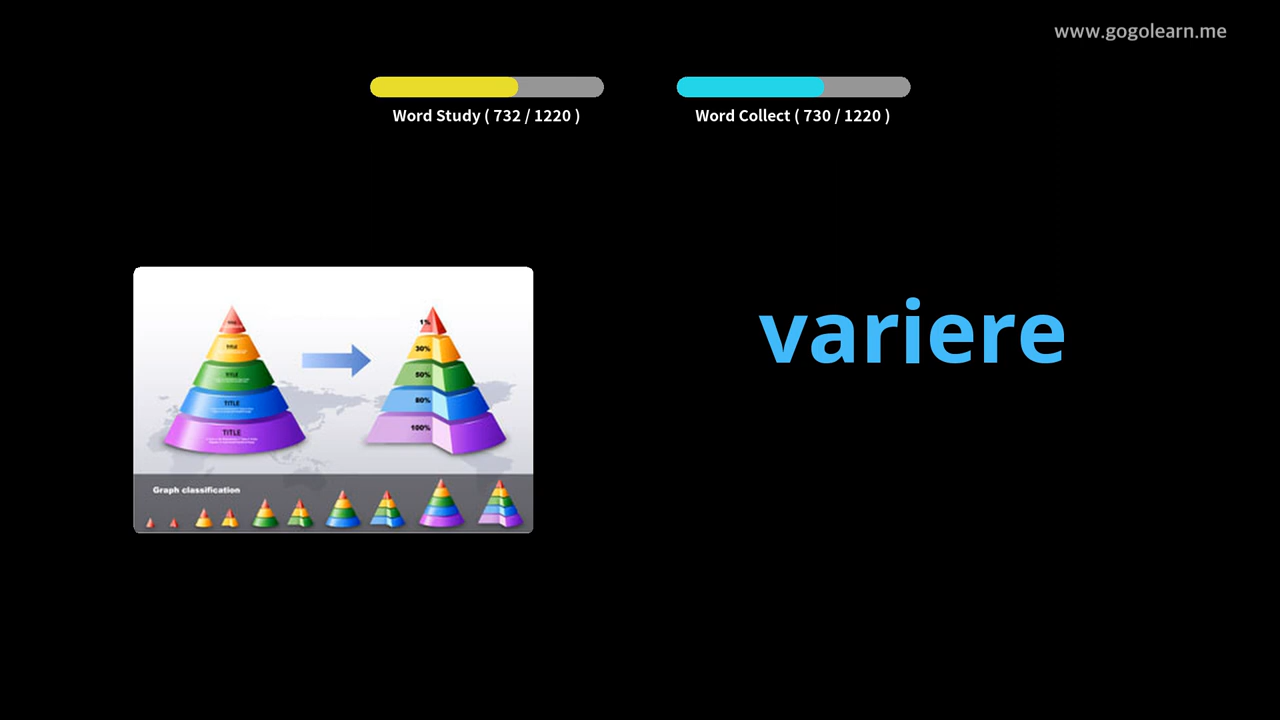 www.gogolearn.me
Word Study ( 732 / 1220 )
Word Collect ( 730 / 1220 )
variere
TITLE
TITLE
TITLE
TITLE
1%
30%
50%
80%
100%
Graph classification